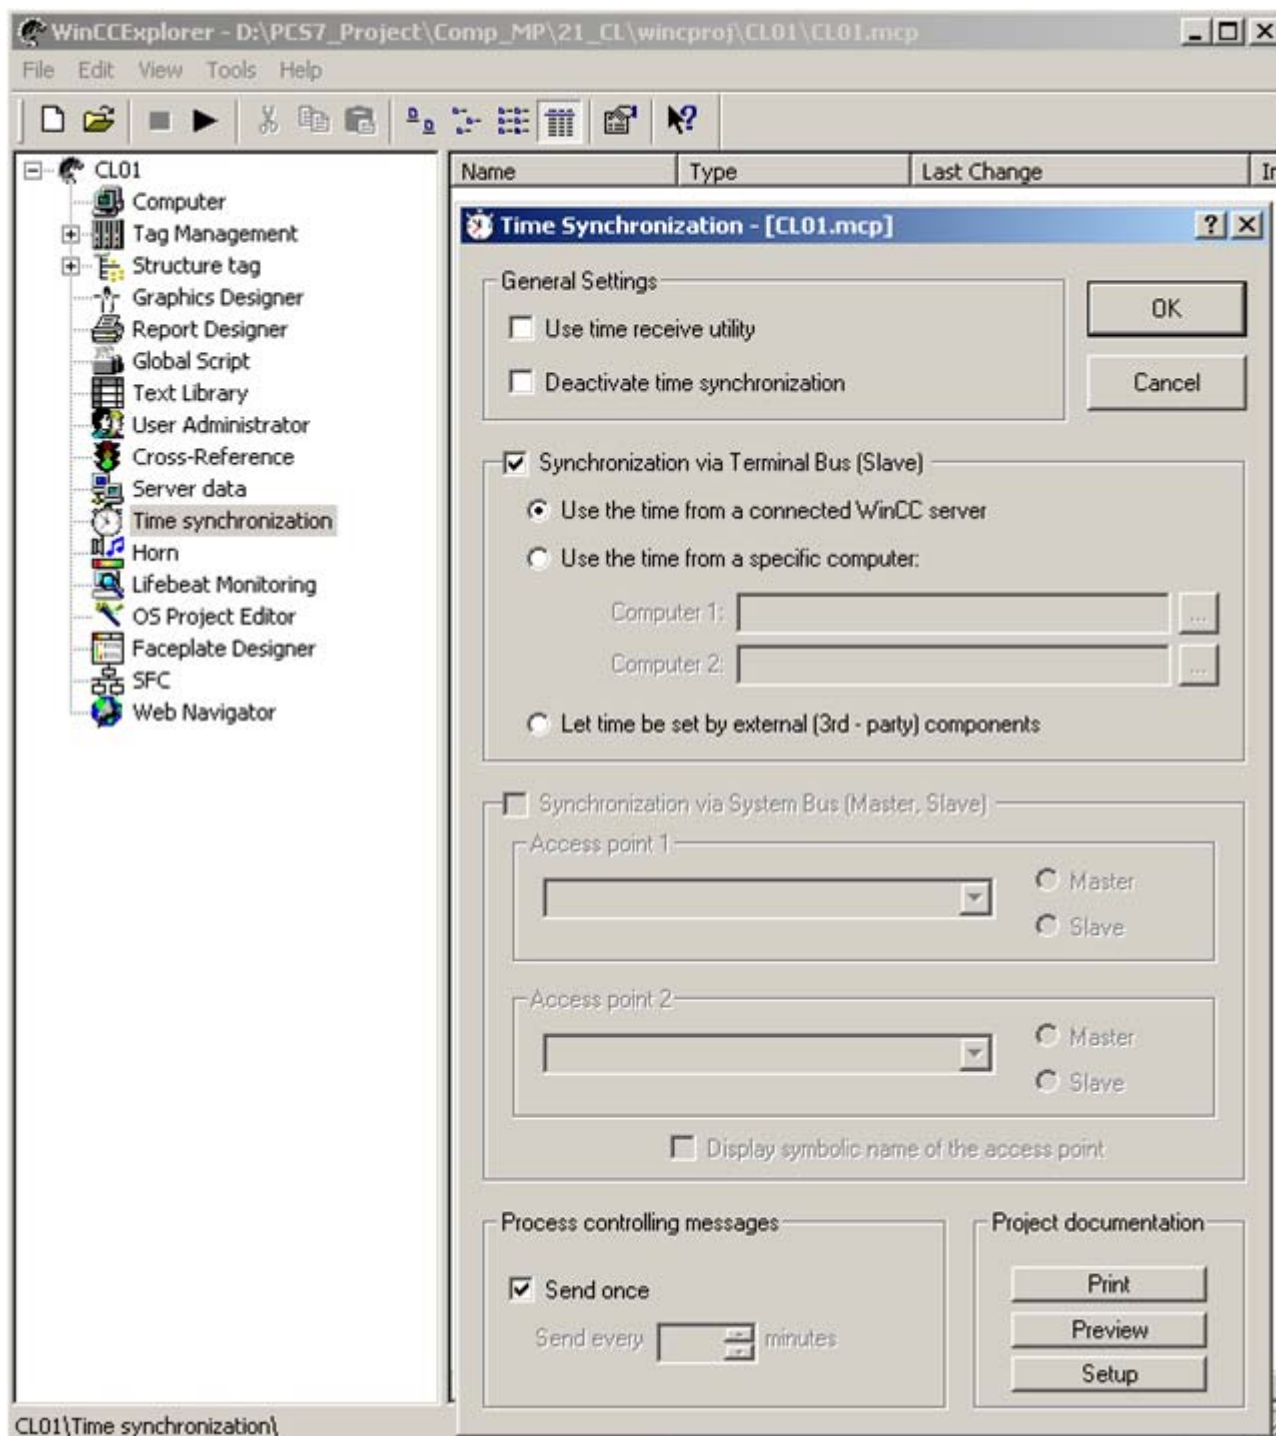 WinCCExplorer - D:\PCS7_Project\Comp_MP\21_CL\wincproj\CL01\CL01.mcp
File Edit View Tools Help
CL01
Computer
Tag Management
Structure tag
Graphics Designer
Report Designer
Global Script
Text Library
User Administrator
Cross-Reference
Server data
Time synchronization
Horn
Lifebeat Monitoring
OS Project Editor
Faceplate Designer
SFC
Web Navigator
Name Type Last Change
Time Synchronization - [CL01.mcp]
General Settings
Use time receive utility
Deactivate time synchronization
OK
Cancel
Synchronization via Terminal Bus (Slave)
Use the time from a connected WinCC server
Use the time from a specific computer:
Computer 1: ...
Computer 2: ...
Let time be set by external (3rd - party) components
Synchronization via System Bus (Master, Slave)
Access point 1
Master
Slave
Access point 2
Master
Slave
Display symbolic name of the access point
Process controlling messages
Send once
Send every minutes
Project documentation
Print
Preview
Setup
CL01\Time synchronization\